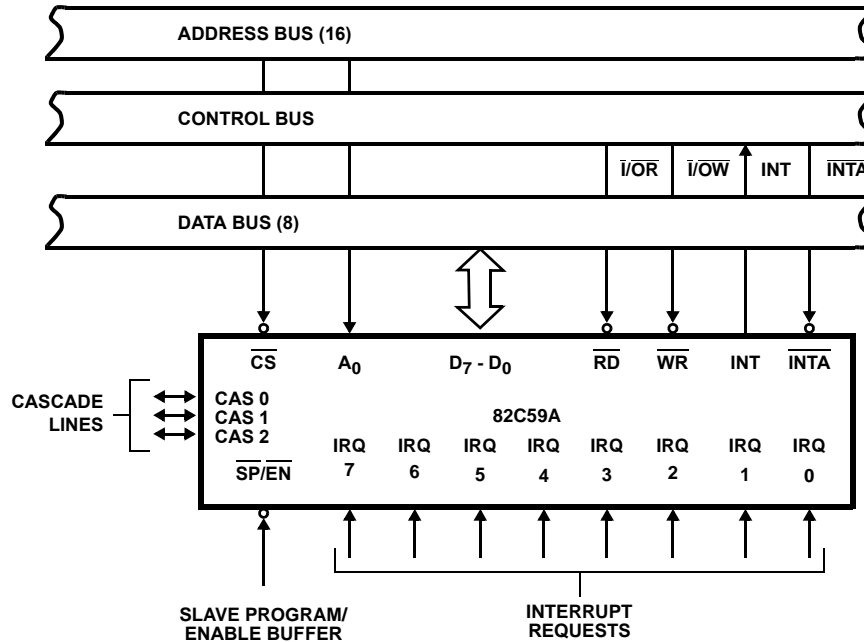 ADDRESS BUS (16)
CONTROL BUS
I/OR I/OW INT INTA
DATA BUS (8)
CS A0 D7 - D0 RD WR INT INTA
CASCADE
LINES
CAS 0
CAS 1
CAS 2
82C59A
SP/EN
IRQ IRQ IRQ IRQ IRQ IRQ IRQ IRQ
7 6 5 4 3 2 1 0
SLAVE PROGRAM/
ENABLE BUFFER
INTERRUPT
REQUESTS